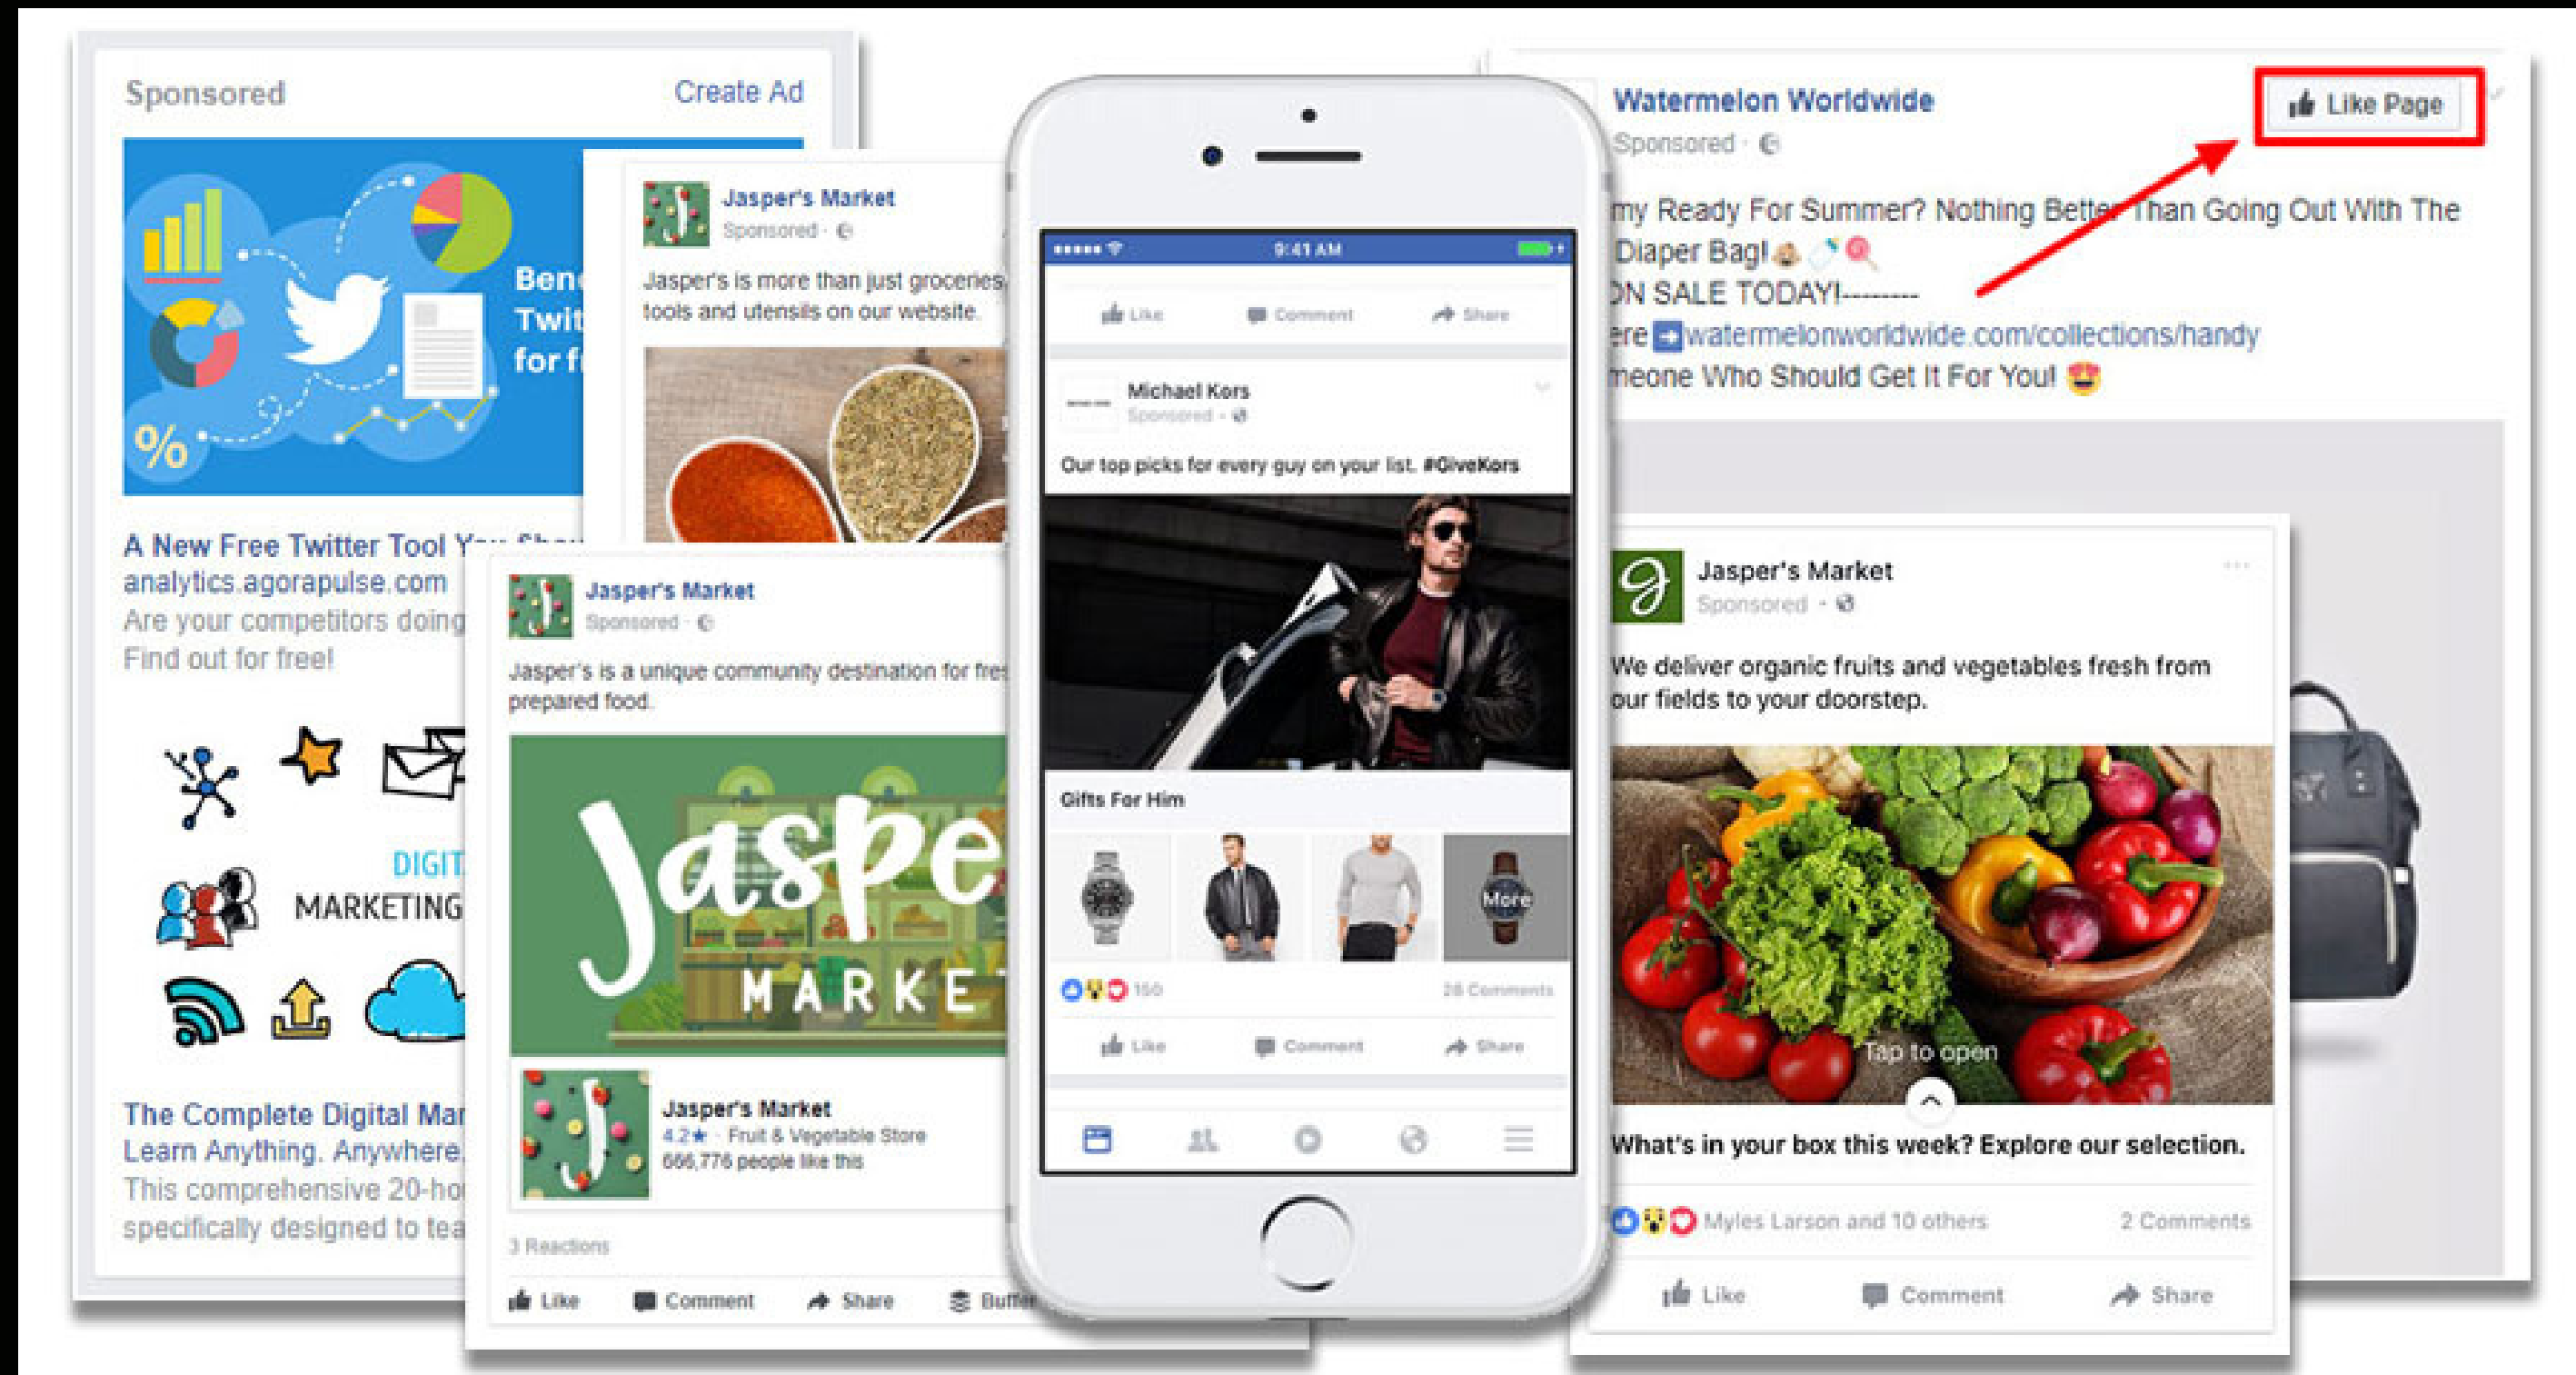 Sponsored
Create Ad
Twit
for f
%
A New Free Twitter Tool
analytics.agorapulse.com
Are your competitors doing
Find out for free!
DIGIT
MARKETING
The Complete Digital Mar
Learn Anything. Anywhere.
This comprehensive 20-ho
specifically designed to tea
Jasper's Market
Sponsored
Jasper's is more than just groceries,
tools and utensils on our website.
Jasper's Market
Sponsored
Jasper's is a unique community destination for fres
prepared food.
Jaspe
MARKE
Jasper's Market
4.2★ · Fruit & Vegetable Store
666,776 people like this
3 Reactions
Like Comment Share Buffer
9:41 AM
Like Comment Share
Michael Kors
Sponsored
Our top picks for every guy on your list. #GiveKors
Gifts For Him
More
150
28 Comments
Like Comment Share
Watermelon Worldwide
Sponsored
Like Page
my Ready For Summer? Nothing Better Than Going Out With The
Diaper Bag!
ON SALE TODAY!--------
ere watermelonworldwide.com/collections/handy
meone Who Should Get It For You!
Jasper's Market
Sponsored
We deliver organic fruits and vegetables fresh from
our fields to your doorstep.
Tap to open
What's in your box this week? Explore our selection.
Myles Larson and 10 others
2 Comments
Like Comment Share